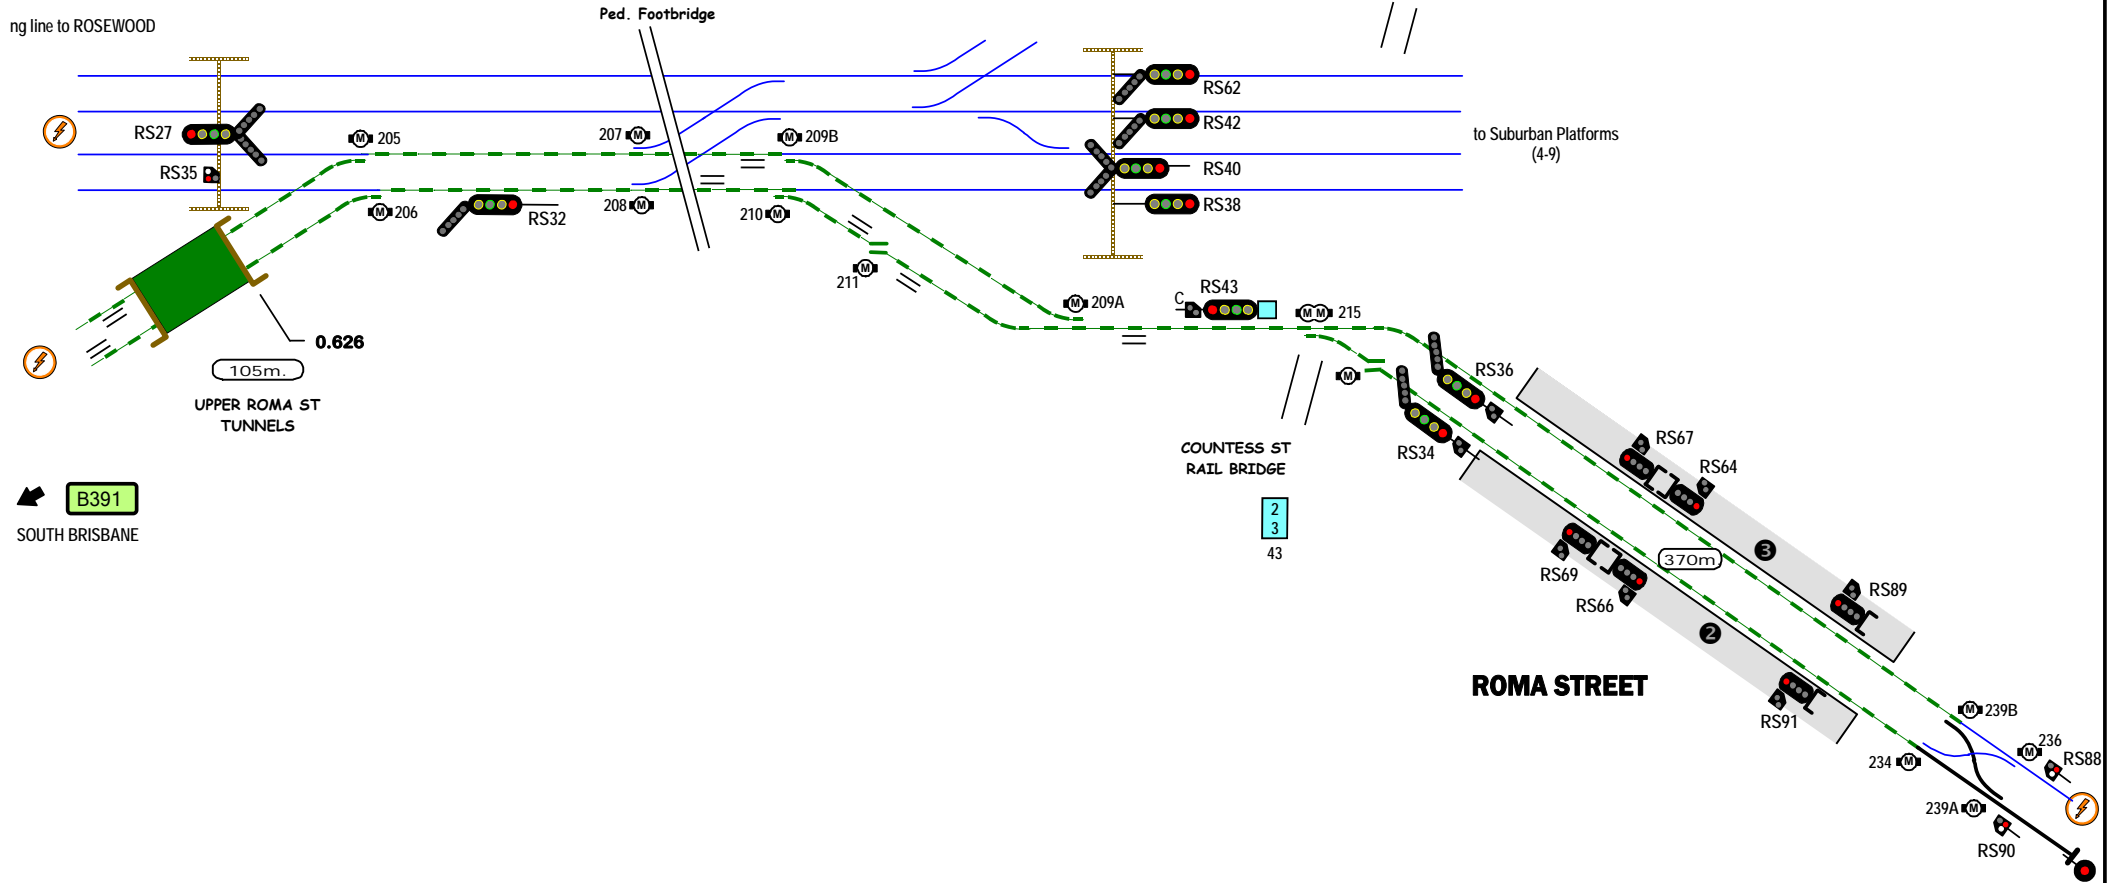 Ped. Footbridge
ng line to ROSEWOOD
RS62
RS27
205
207
M
209B
RS42
to Suburban Platforms
(4-9)
RS35
RS40
206
RS32
208
210
RS38
211
209A
C
RS43
215
0.626
105m.
UPPER ROMA ST
TUNNELS
RS36
RS34
COUNTESS ST
RAIL BRIDGE
RS67
RS64
B391
SOUTH BRISBANE
2
3
43
RS69
RS66
370m.
3
RS89
2
ROMA STREET
RS91
239B
236
RS88
234
239A
RS90